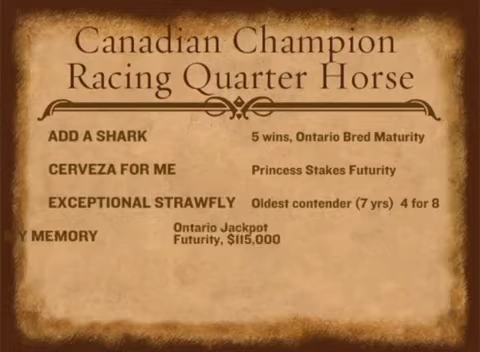 Canadian Champion
Racing Quarter Horse
ADD A SHARK 5 wins, Ontario Bred Maturity
CERVEZA FOR ME Princess Stakes Futurity
EXCEPTIONAL STRAWFLY Oldest contender (7 yrs) 4 for 8
Y MEMORY Ontario Jackpot
Futurity, $115,000